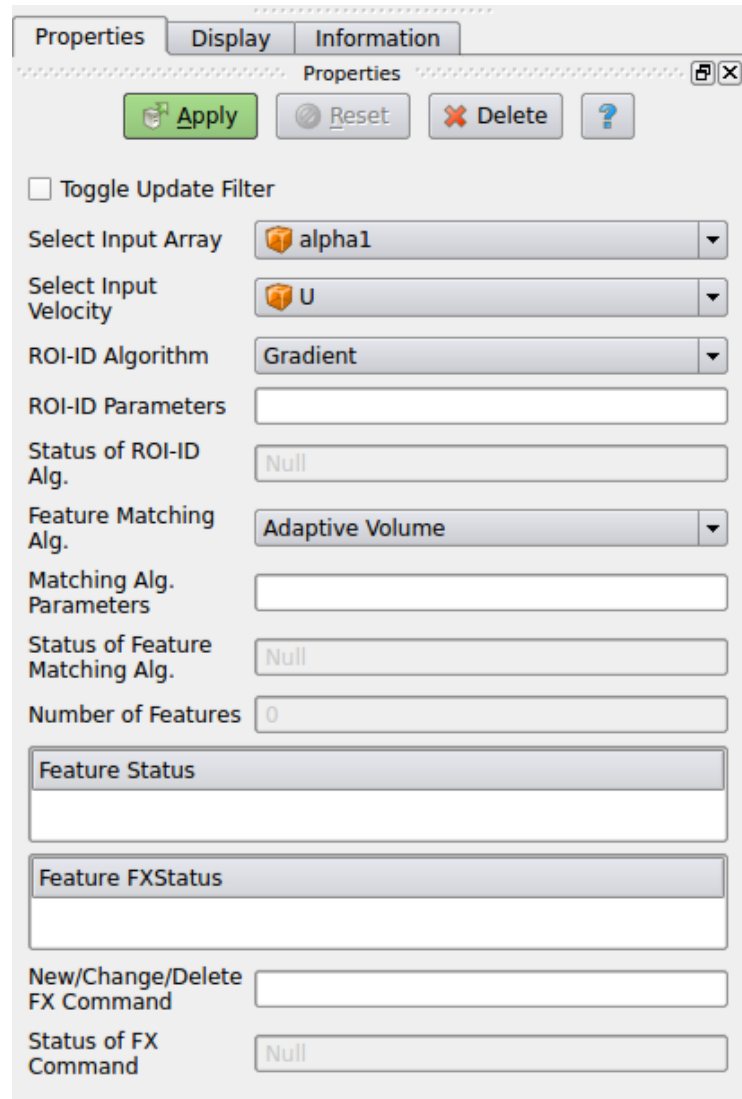 Properties Display Information
Properties
Apply Reset Delete ?
Toggle Update Filter
Select Input Array alpha1
Select Input
Velocity
U
ROI-ID Algorithm Gradient
ROI-ID Parameters
Status of ROI-ID
Alg.
Null
Feature Matching
Alg.
Adaptive Volume
Matching Alg.
Parameters
Status of Feature
Matching Alg.
Null
Number of Features 0
Feature Status
Feature FXStatus
New/Change/Delete
FX Command
Status of FX
Command
Null